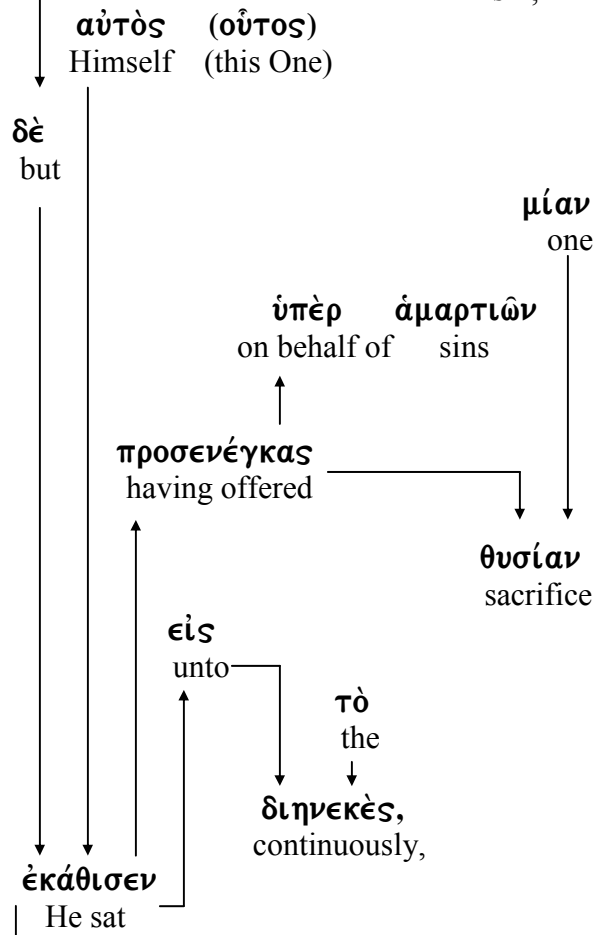 αὐτὸς (οὗτος)
Himself (this One)
δὲ
but
μίαν
one
ὑπὲρ ἁμαρτιῶν
on behalf of sins
προσενέγκας
having offered
θυσίαν
sacrifice
εἰς
unto
τὸ
the
διηνεκὲς,
continuously,
ἐκάθισεν
He sat